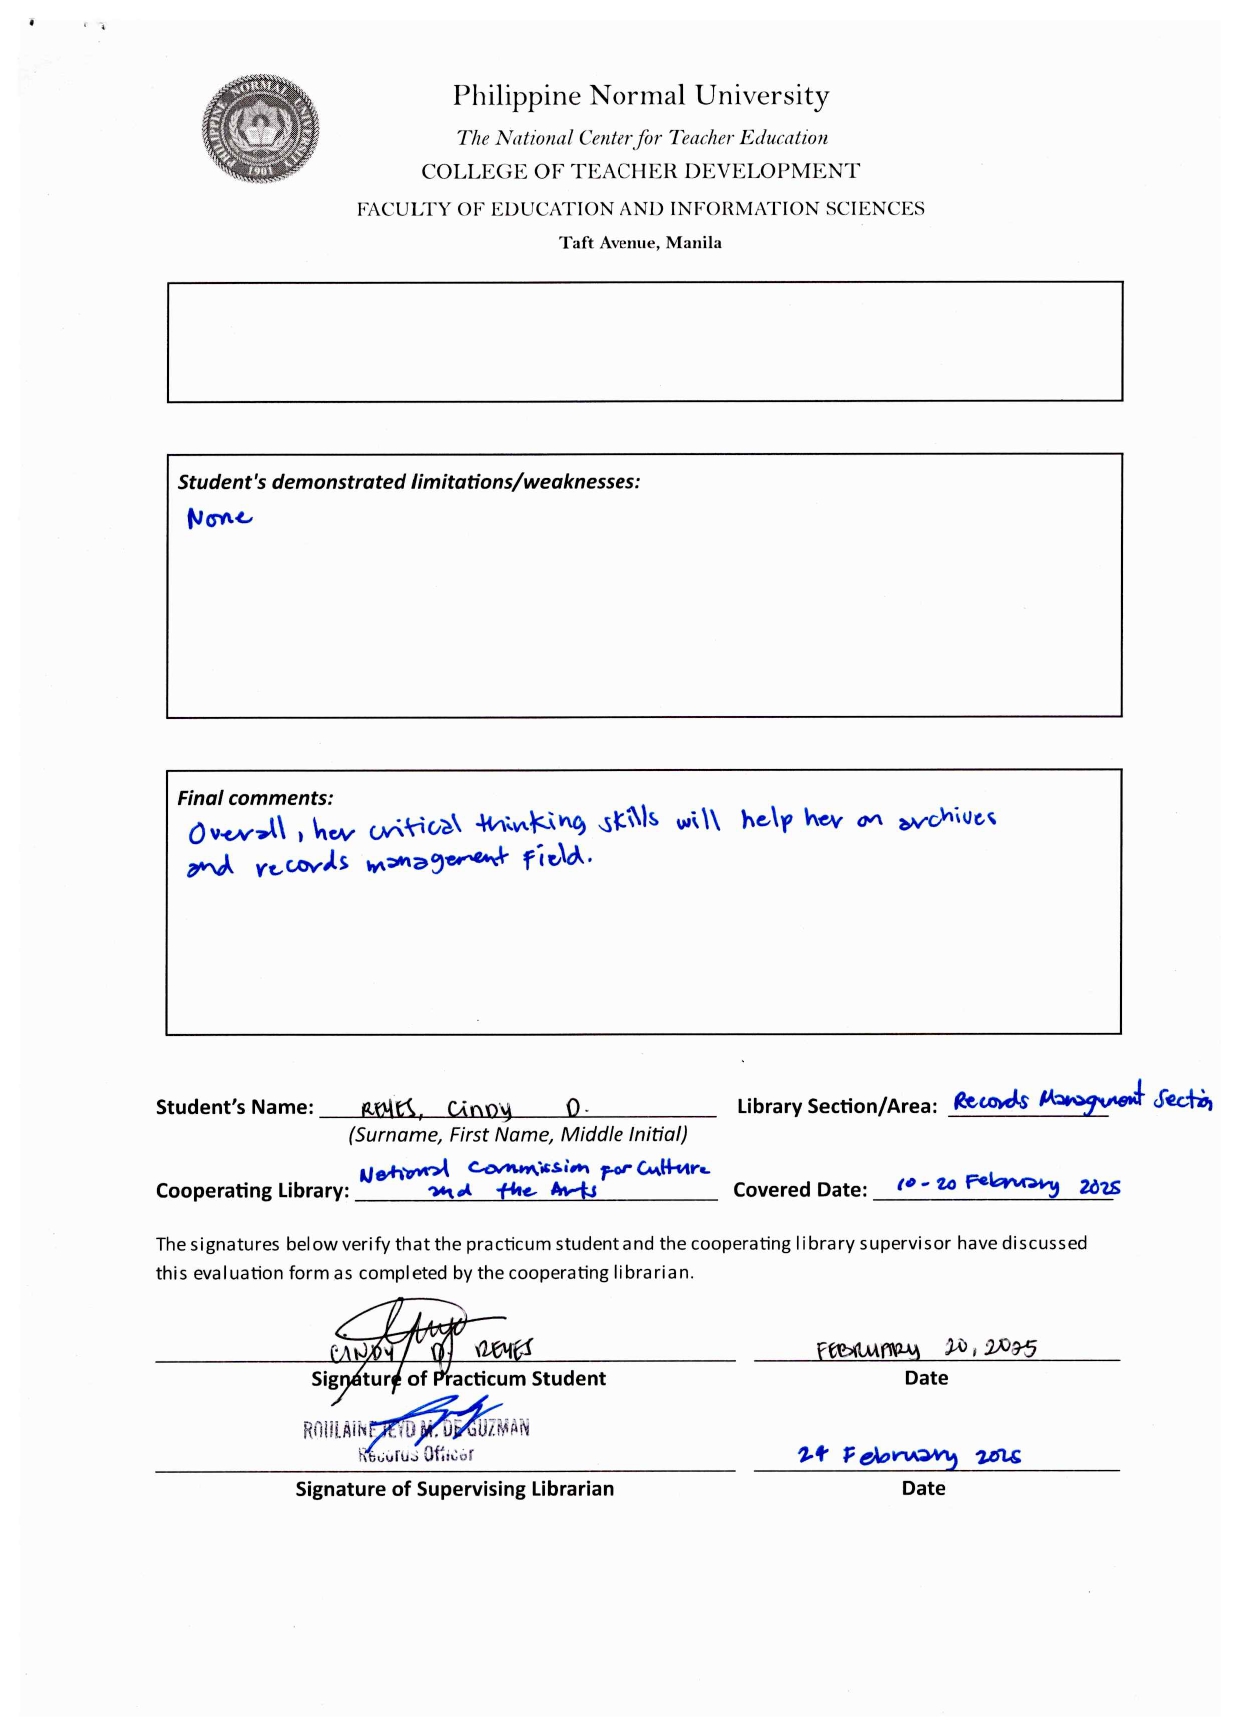 PHILIPPINE NORMAL UNIVERSITY
1901
Philippine Normal University
The National Center for Teacher Education
COLLEGE OF TEACHER DEVELOPMENT
FACULTY OF EDUCATION AND INFORMATION SCIENCES
Taft Avenue, Manila
Student's demonstrated limitations/weaknesses:
None
Final comments:
Overall, her critical thinking skills will help her on archives
and records management field.
Student's Name: REYES, Cindy D. Library Section/Area: Records Management Section
(Surname, First Name, Middle Initial)
National Commission for Culture
Cooperating Library: and the Arts Covered Date: 10-20 February 2025
The signatures below verify that the practicum student and the cooperating library supervisor have discussed
this evaluation form as completed by the cooperating librarian.
CINDY D. REYES FEBRUARY 20, 2025
Signature of Practicum Student Date
M. DE GUZMAN
Records Officer 24 February 2025
Signature of Supervising Librarian Date